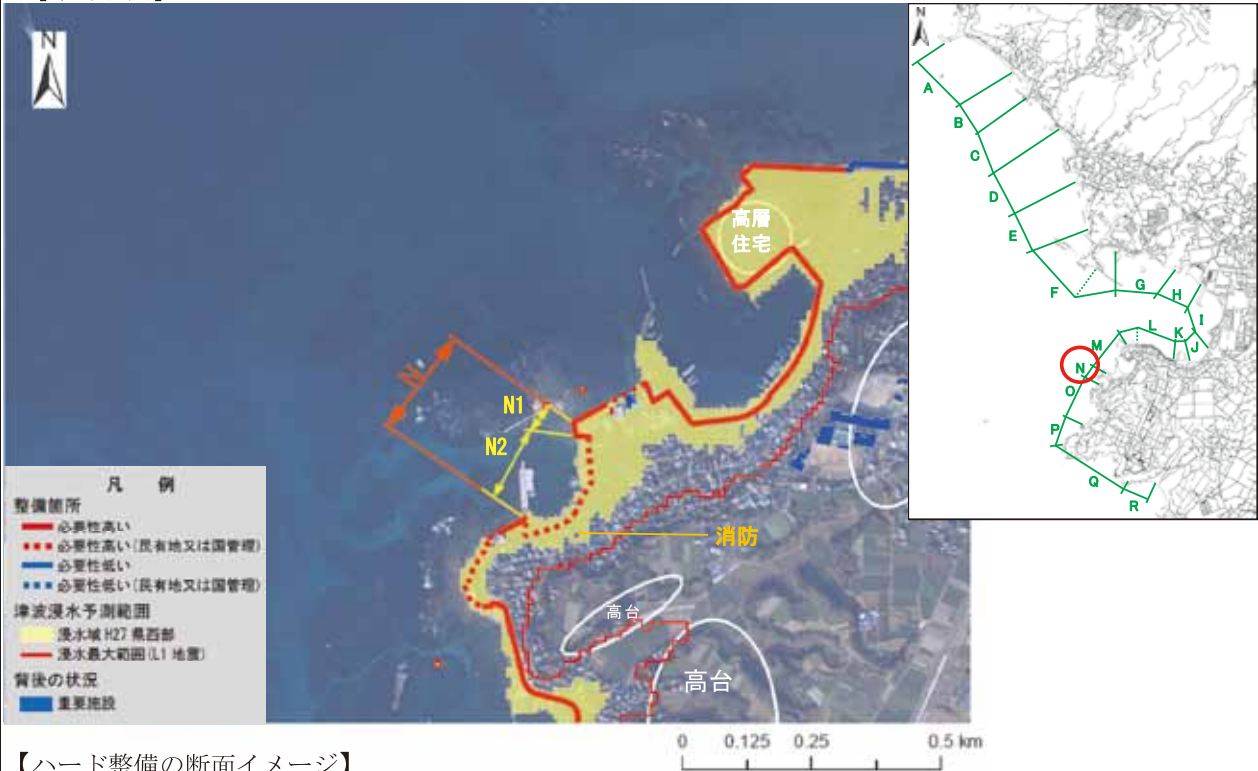 N
高層
住宅
N
N1
N2
消防
高台
高台
凡 例
整備箇所
必要性高い
必要性高い(民有地又は国管理)
必要性低い
必要性低い(民有地又は国管理)
津波浸水予測範囲
浸水域 H27 県西部
浸水最大範囲(L1 地震)
背後の状況
重要施設
N
A
B
C
D
E
F
G
H
I
J
K
L
M
N
O
P
Q
R
0 0.125 0.25 0.5 km
【ハード整備の断面イメージ】